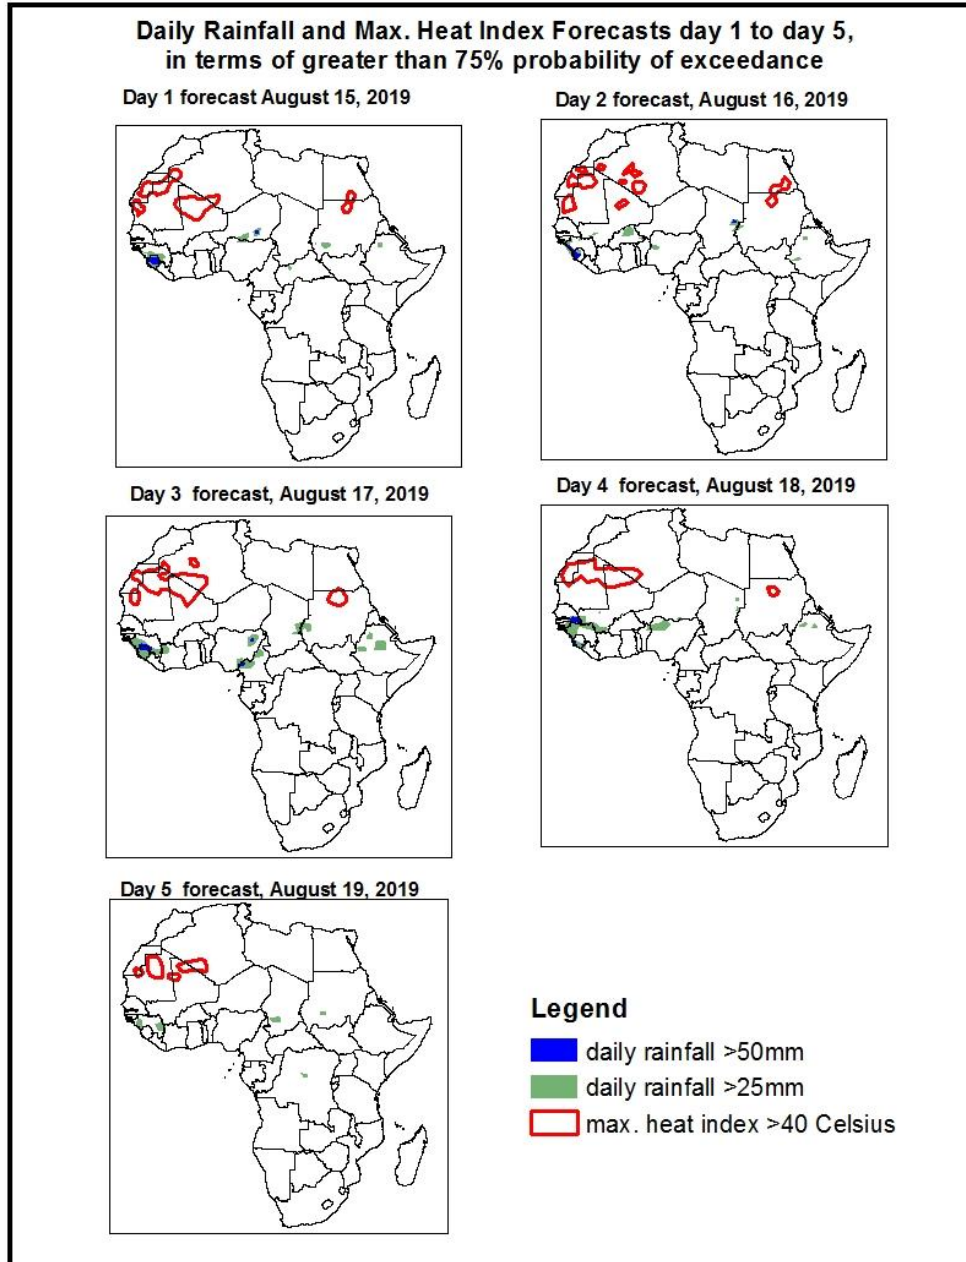 Daily Rainfall and Max. Heat Index Forecasts day 1 to day 5,
in terms of greater than 75% probability of exceedance
Day 1 forecast August 15, 2019
Day 2 forecast, August 16, 2019
Day 3 forecast, August 17, 2019
Day 4 forecast, August 18, 2019
Day 5 forecast, August 19, 2019
Legend
daily rainfall >50mm
daily rainfall >25mm
max. heat index >40 Celsius